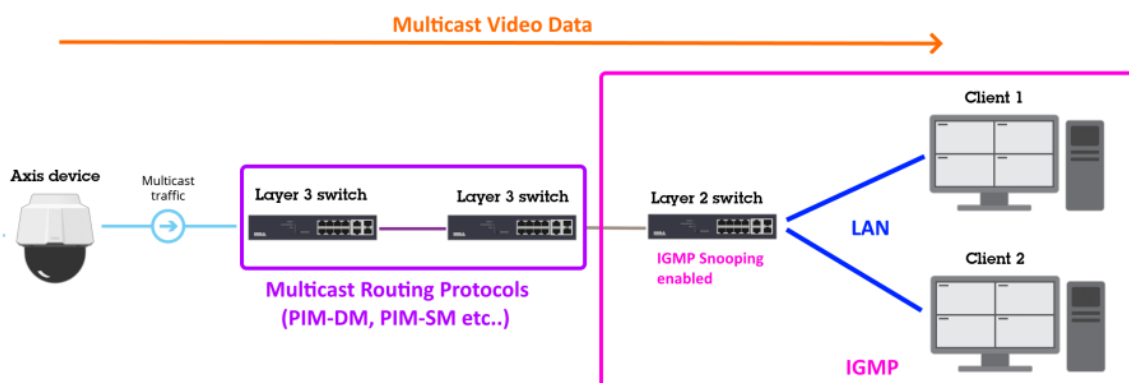 Multicast Video Data
Client 1
Axis device
Multicast
traffic
Layer 3 switch
Layer 3 switch
Layer 2 switch
LAN
IGMP Snooping
enabled
Client 2
Multicast Routing Protocols
(PIM-DM, PIM-SM etc..)
IGMP